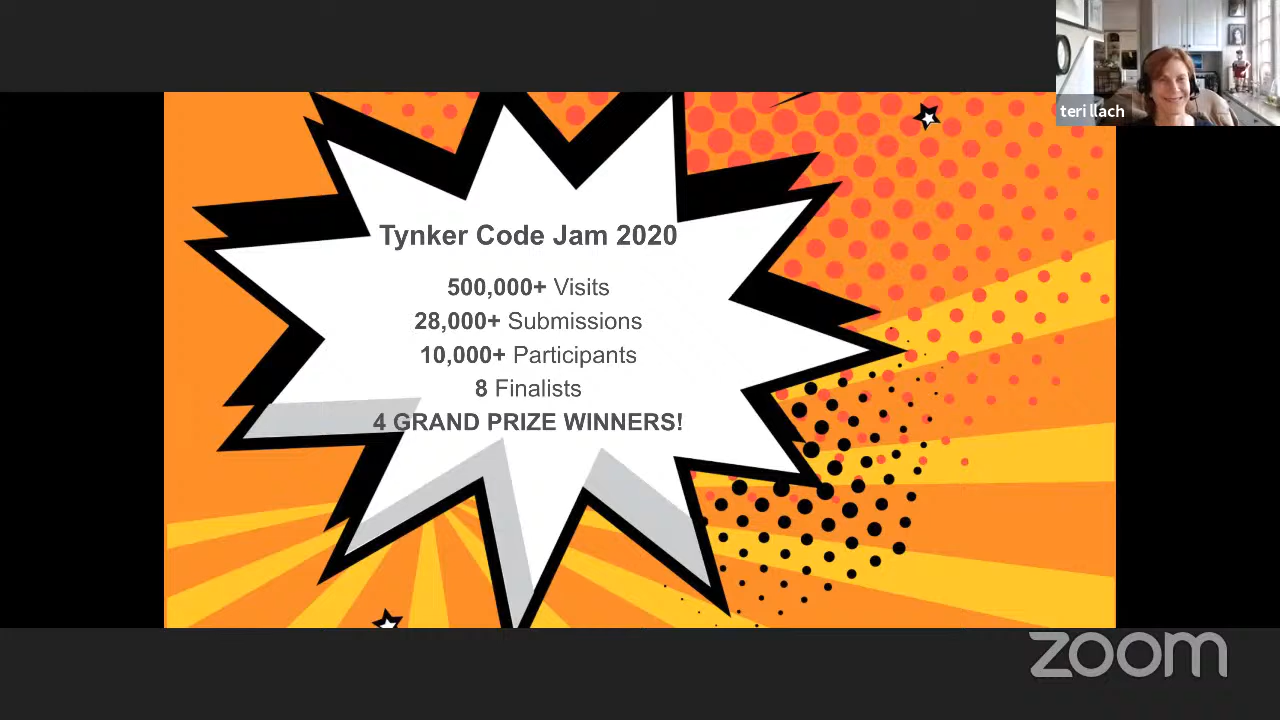 teri llach
Tynker Code Jam 2020
500,000+ Visits
28,000+ Submissions
10,000+ Participants
8 Finalists
4 GRAND PRIZE WINNERS!
zoom